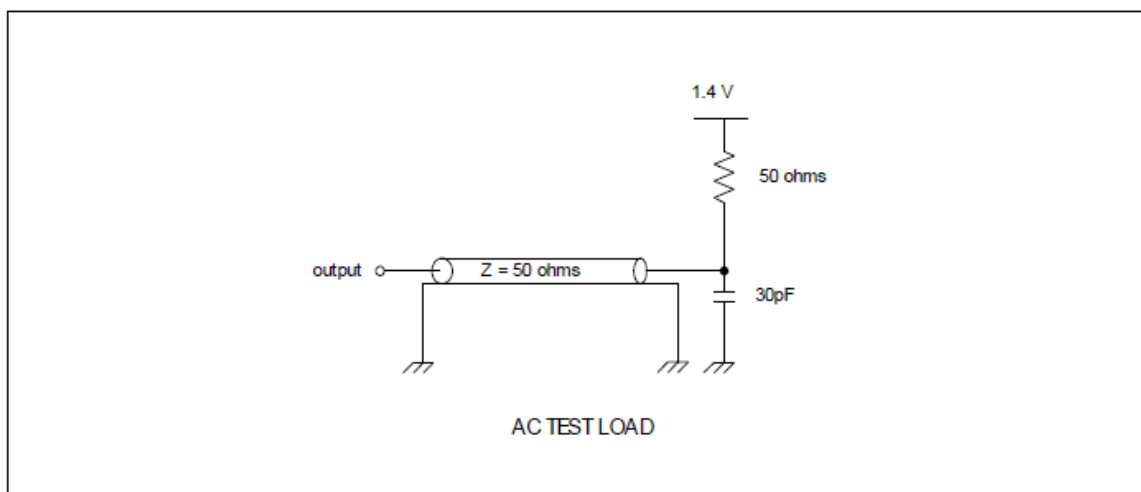 1.4 V
50 ohms
output
Z = 50 ohms
30pF
AC TEST LOAD